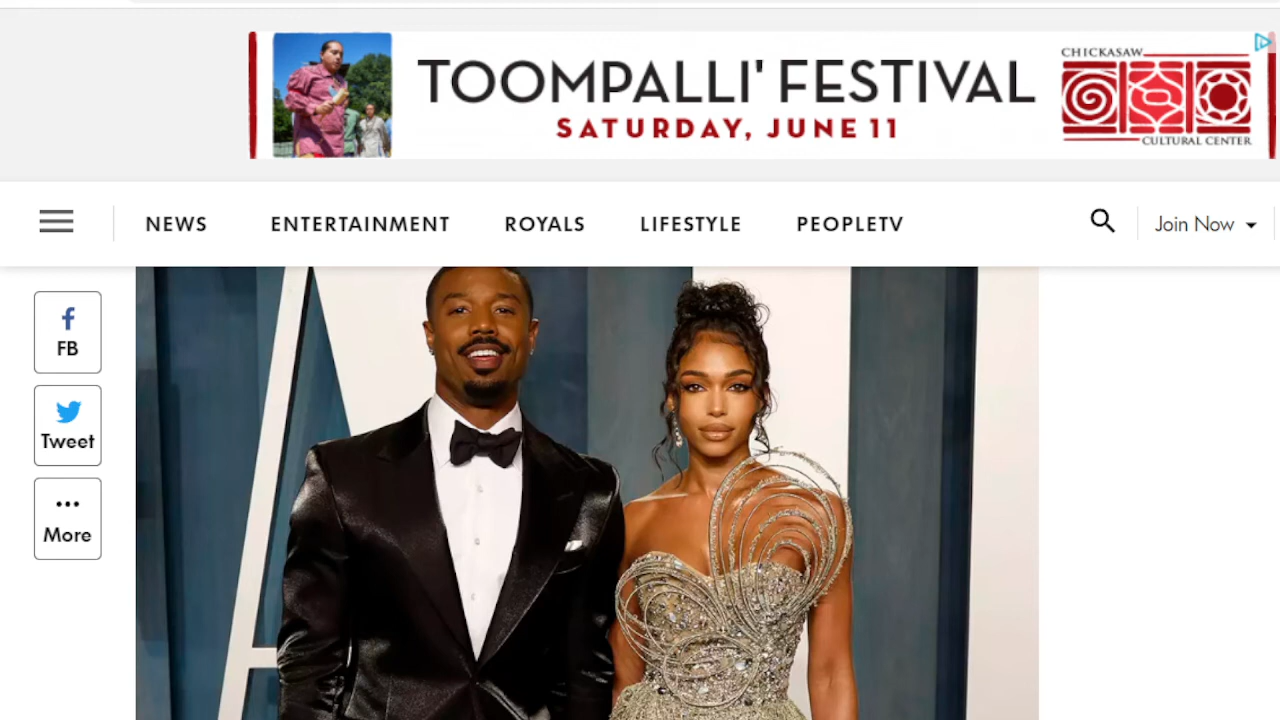 TOOMPALLI' FESTIVAL
SATURDAY, JUNE 11
CHICKASAW
CULTURAL CENTER
NEWS ENTERTAINMENT ROYALS LIFESTYLE PEOPLETV Join Now
FB
Tweet
More
A